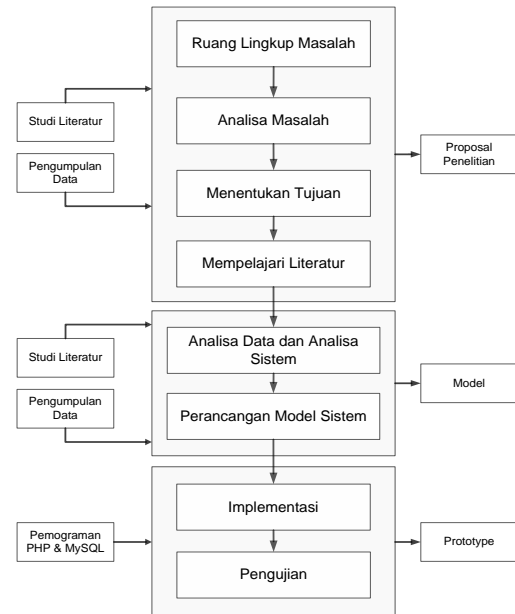 Ruang Lingkup Masalah
Studi Literatur
Analisa Masalah
Proposal
Penelitian
Pengumpulan
Data
Menentukan Tujuan
Mempelajari Literatur
Studi Literatur
Analisa Data dan Analisa
Sistem
Model
Pengumpulan
Data
Perancangan Model Sistem
Implementasi
Pemograman
PHP & MySQL
Prototype
Pengujian